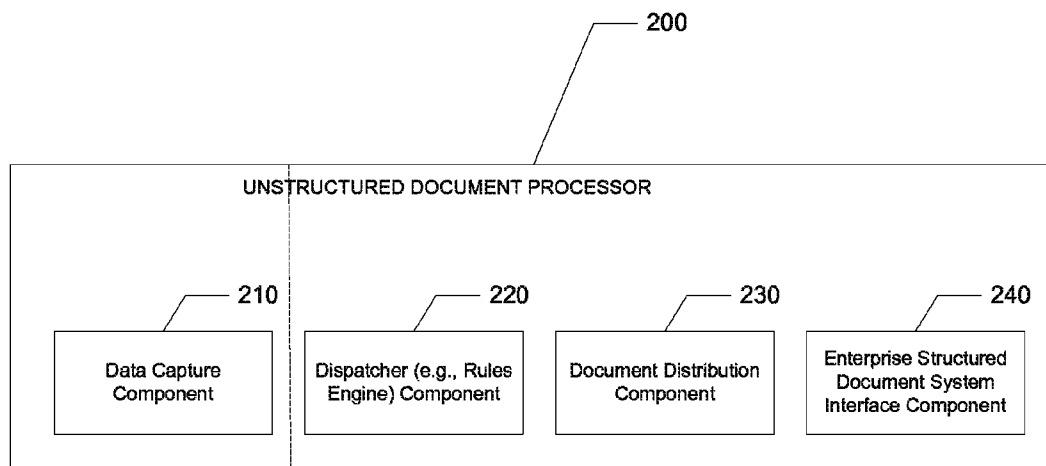 200
UNSTRUCTURED DOCUMENT PROCESSOR
210
220
230
240
Data Capture
Component
Dispatcher (e.g., Rules
Engine) Component
Document Distribution
Component
Enterprise Structured
Document System
Interface Component